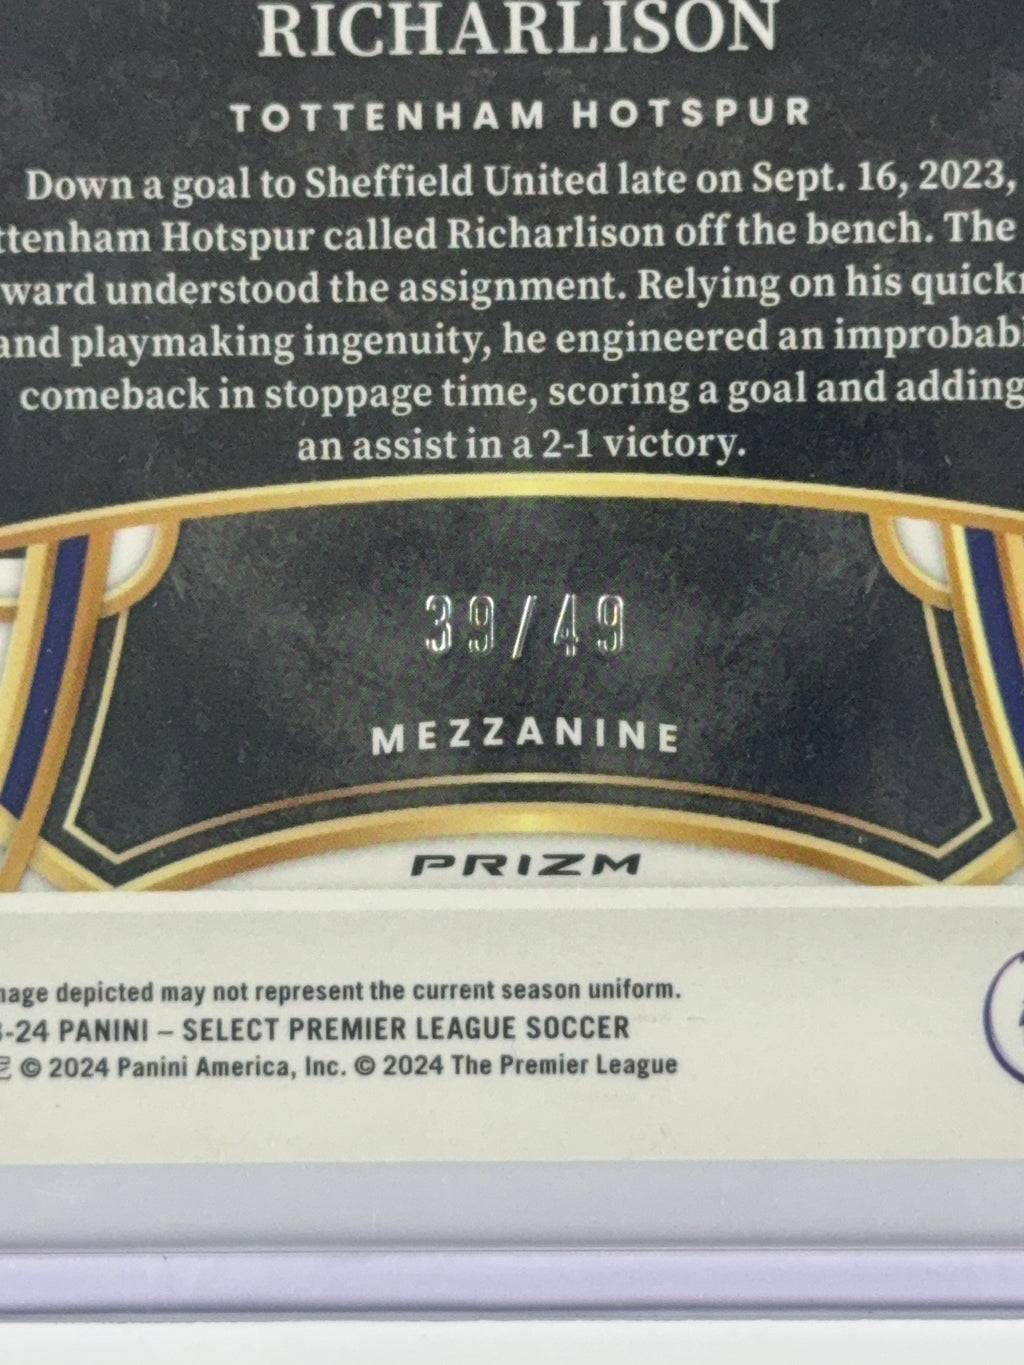 RICHARLISON
TOTTENHAM HOTSPUR
Down a goal to Sheffield United late on Sept. 16, 2023,
ttenham Hotspur called Richarlison off the bench. The
ward understood the assignment. Relying on his quick
and playmaking ingenuity, he engineered an improbab
comeback in stoppage time, scoring a goal and adding
an assist in a 2-1 victory.
39/49
MEZZANINE
PRIZM
mage depicted may not represent the current season uniform.
3-24 PANINI – SELECT PREMIER LEAGUE SOCCER
© 2024 Panini America, Inc. © 2024 The Premier League